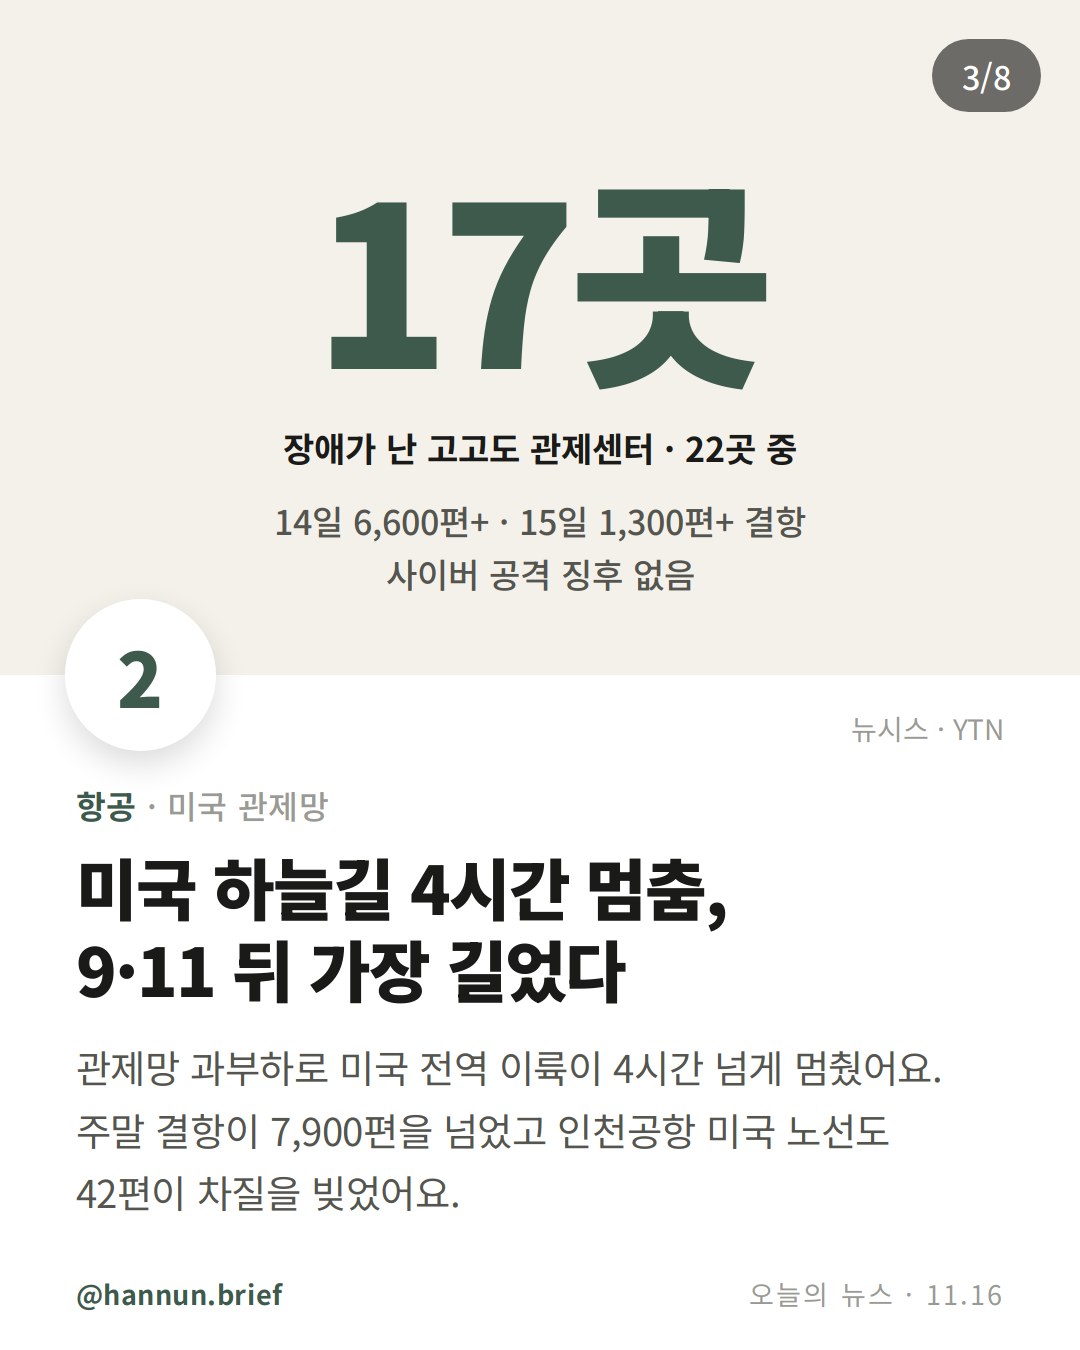 3/8
17곳
장애가 난 고고도 관제센터 · 22곳 중
14일 6,600편+ · 15일 1,300편+ 결항
사이버 공격 징후 없음
2
뉴시스 · YTN
항공 · 미국 관제망
미국 하늘길 4시간 멈춤,
9·11 뒤 가장 길었다
관제망 과부하로 미국 전역 이륙이 4시간 넘게 멈췄어요.
주말 결항이 7,900편을 넘었고 인천공항 미국 노선도
42편이 차질을 빚었어요.
@hannun.brief
오늘의 뉴스 · 11.16